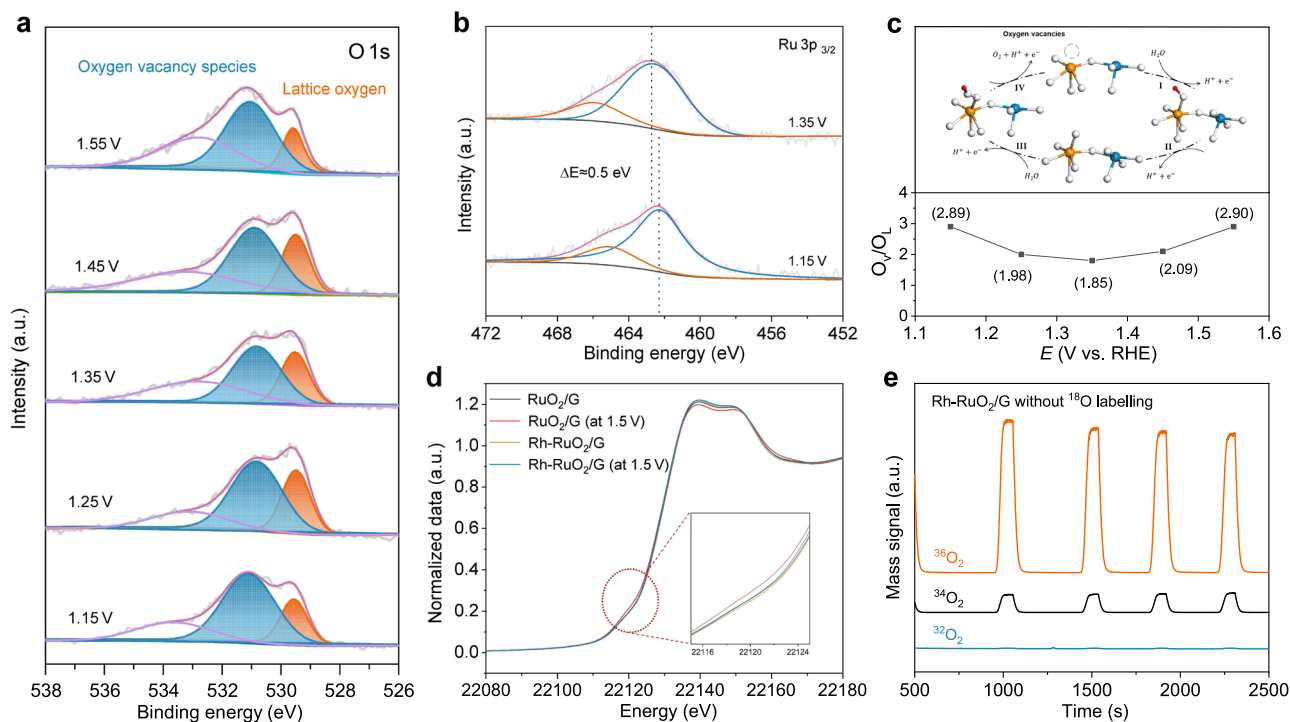 a
O 1s
Oxygen vacancy species
Lattice oxygen
1.55 V
1.45 V
1.35 V
1.25 V
1.15 V
Intensity (a.u.)
538 536 534 532 530 528 526
Binding energy (eV)
b
Ru 3p 3/2
1.35 V
ΔE≈0.5 eV
1.15 V
Intensity (a.u.)
472 468 464 460 456 452
Binding energy (eV)
c
Oxygen vacancies
O₂ + H⁺ + e⁻
H₂O
IV
I
H⁺ + e⁻
III
II
H⁺ + e⁻
H₂O
H⁺ + e⁻
4
3
2
1
0
Oᵥ/O_L
(2.89)
(1.98)
(1.85)
(2.09)
(2.90)
1.1 1.2 1.3 1.4 1.5 1.6
E (V vs. RHE)
d
RuO₂/G
RuO₂/G (at 1.5 V)
Rh-RuO₂/G
Rh-RuO₂/G (at 1.5 V)
Normalized data (a.u.)
1.2
1.0
0.8
0.6
0.4
0.2
0.0
22116 22120 22124
22080 22100 22120 22140 22160 22180
Energy (eV)
e
Rh-RuO₂/G without ¹⁸O labelling
Mass signal (a.u.)
³⁶O₂
³⁴O₂
³²O₂
500 1000 1500 2000 2500
Time (s)